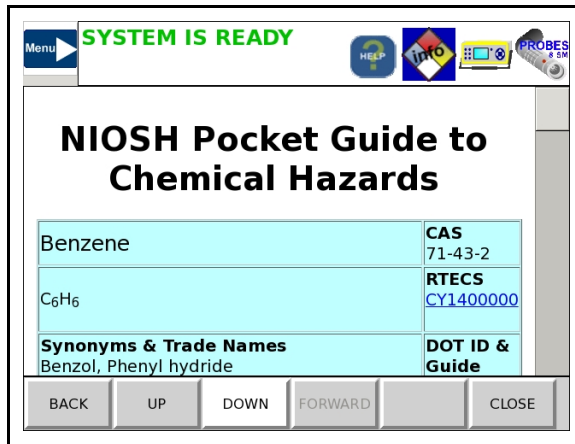 Menu
SYSTEM IS READY
HELP
info
PROBES
& SM
NIOSH Pocket Guide to
Chemical Hazards
Benzene
CAS
71-43-2
C₆H₆
RTECS
CY1400000
Synonyms & Trade Names
Benzol, Phenyl hydride
DOT ID &
Guide
BACK
UP
DOWN
FORWARD
CLOSE